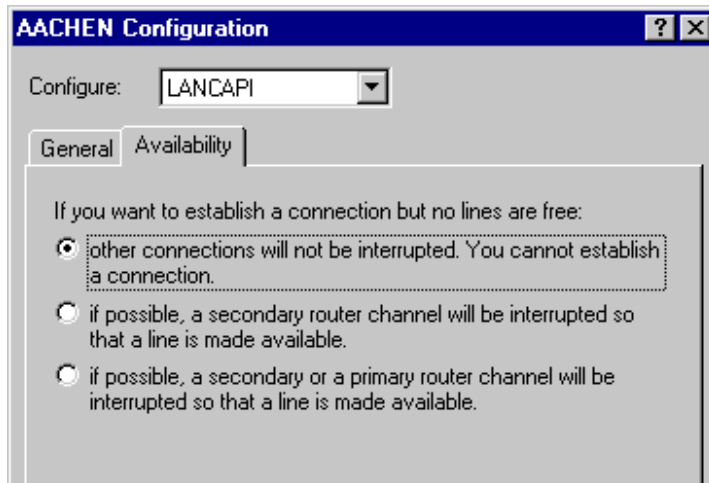 AACHEN Configuration
Configure: LANCAPI
General Availability
If you want to establish a connection but no lines are free:
other connections will not be interrupted. You cannot establish
a connection.
if possible, a secondary router channel will be interrupted so
that a line is made available.
if possible, a secondary or a primary router channel will be
interrupted so that a line is made available.